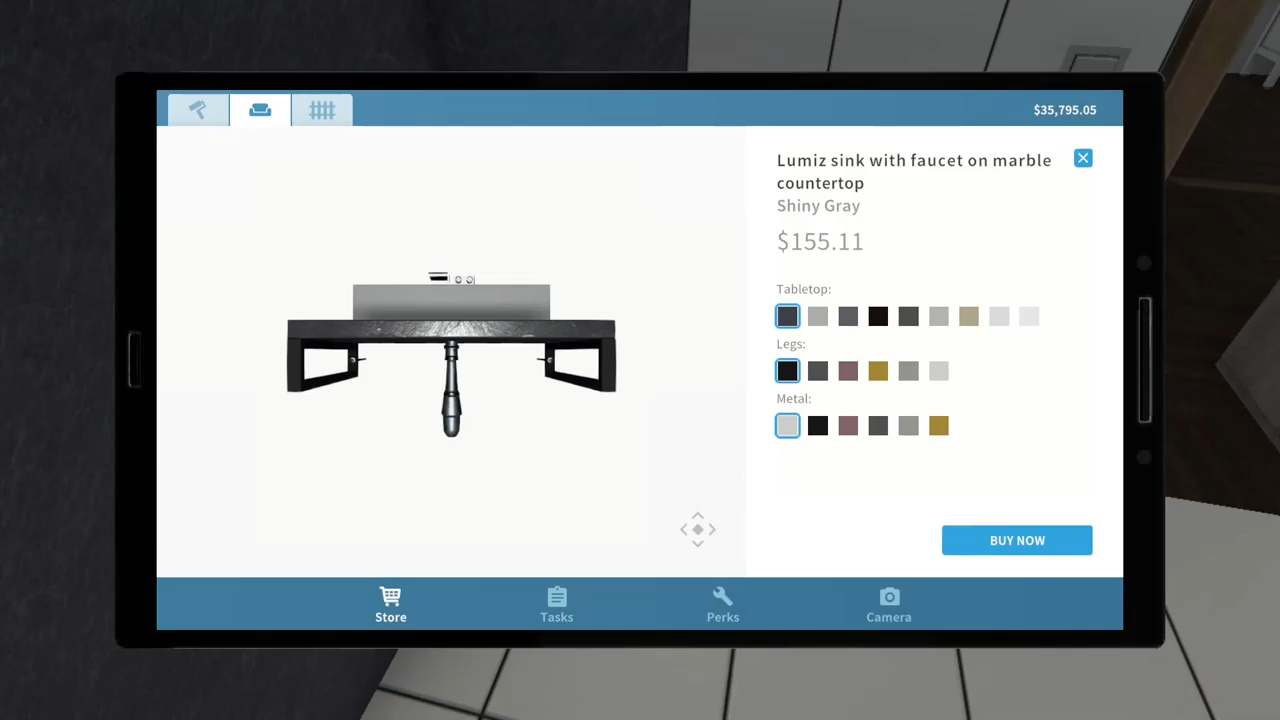 $35,795.05
Lumiz sink with faucet on marble
countertop
Shiny Gray
$155.11
Tabletop:
Legs:
Metal:
BUY NOW
Store
Tasks
Perks
Camera